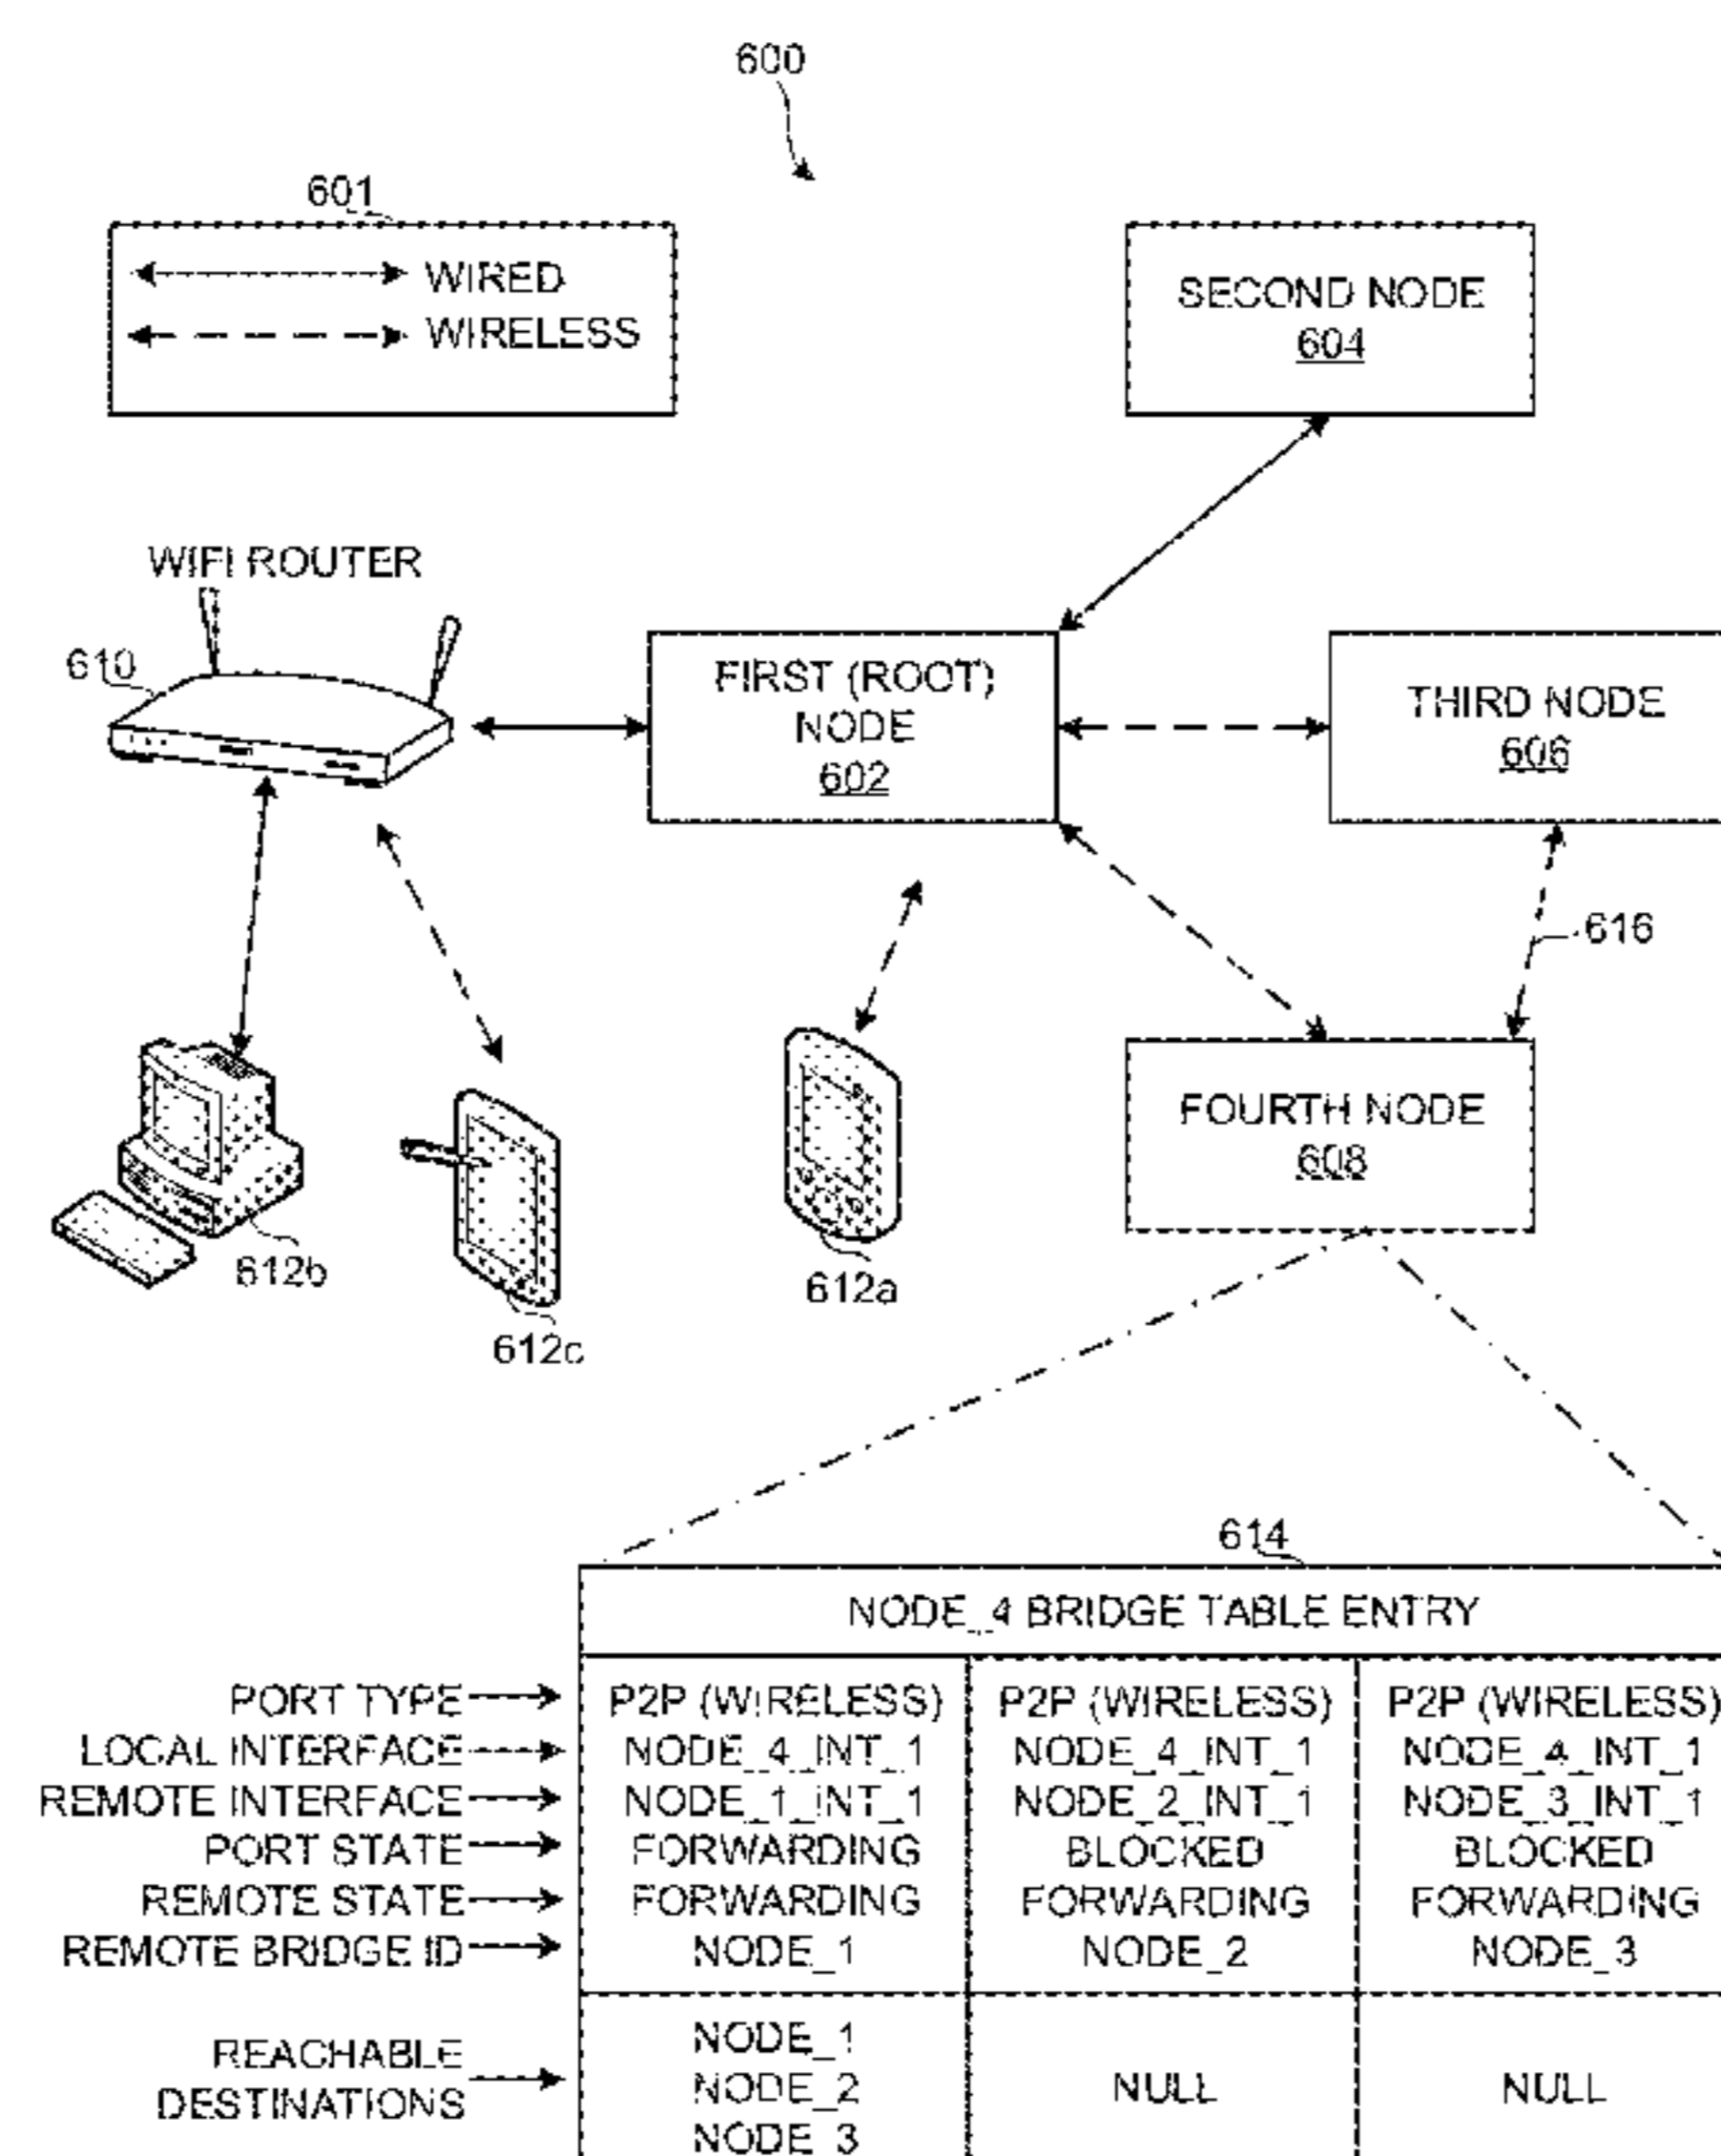 600
601
WIRED
WIRELESS
SECOND NODE
604
WIFI ROUTER
610
FIRST (ROOT)
NODE
602
THIRD NODE
606
616
612b
612c
612a
FOURTH NODE
608
614
NODE_4 BRIDGE TABLE ENTRY
PORT TYPE P2P (WIRELESS) P2P (WIRELESS) P2P (WIRELESS)
LOCAL INTERFACE NODE_4_INT_1 NODE_4_INT_1 NODE_4_INT_1
REMOTE INTERFACE NODE_1_INT_1 NODE_2_INT_1 NODE_3_INT_1
PORT STATE FORWARDING BLOCKED BLOCKED
REMOTE STATE FORWARDING FORWARDING FORWARDING
REMOTE BRIDGE ID NODE_1 NODE_2 NODE_3
REACHABLE
DESTINATIONS
NODE_1
NODE_2
NODE_3
NULL
NULL